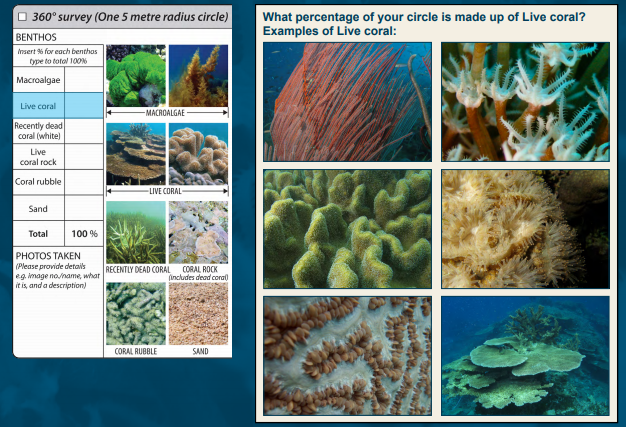 360° survey (One 5 metre radius circle)
BENTHOS
Insert % for each benthos
type to total 100%
Macroalgae
Live coral
Recently dead
coral (white)
Live
coral rock
Coral rubble
Sand
Total 100 %
PHOTOS TAKEN
(Please provide details
e.g. image no./name, what
it is, and a description)
MACROALGAE
LIVE CORAL
RECENTLY DEAD CORAL
CORAL ROCK
(includes dead coral)
CORAL RUBBLE
SAND
What percentage of your circle is made up of Live coral?
Examples of Live coral: